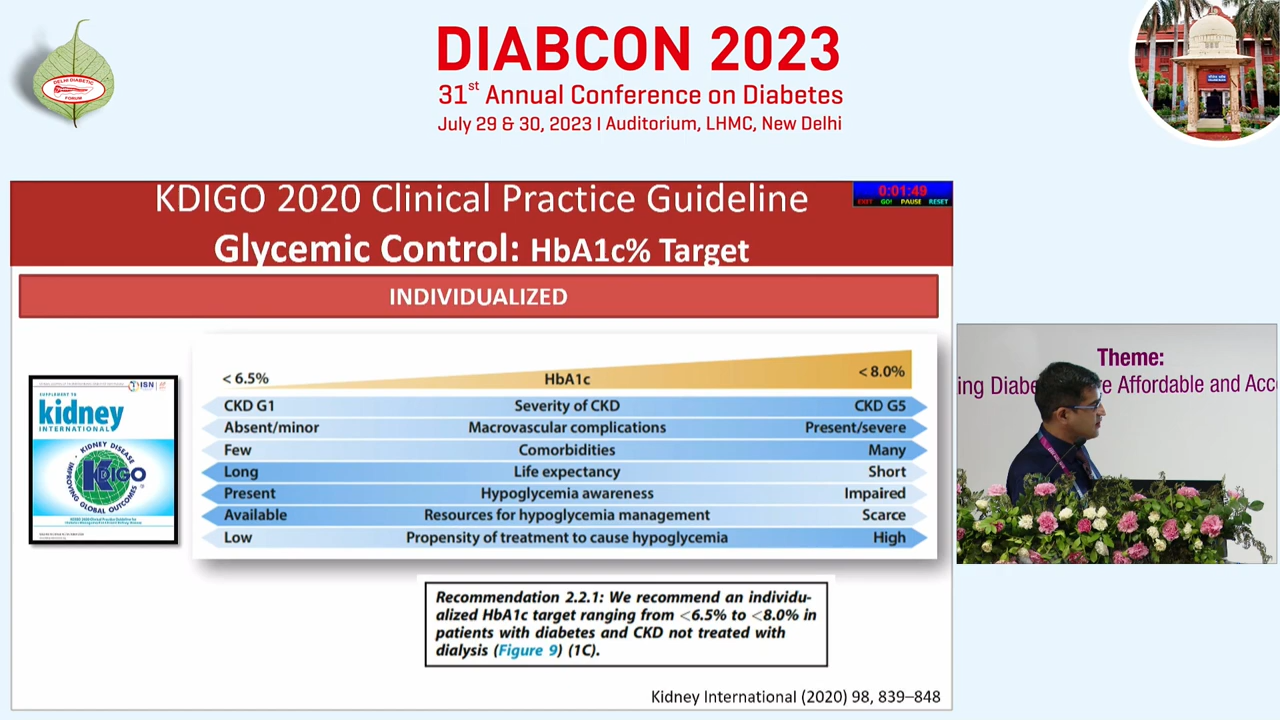 DELHI DIABETIC
FORUM
DIABCON 2023
31st Annual Conference on Diabetes
July 29 & 30, 2023 | Auditorium, LHMC, New Delhi
KDIGO 2020 Clinical Practice Guideline
0:01:49
EXIT GO! PAUSE RESET
Glycemic Control: HbA1c% Target
INDIVIDUALIZED
< 6.5% HbA1c < 8.0%
CKD G1 Severity of CKD CKD G5
Absent/minor Macrovascular complications Present/severe
Few Comorbidities Many
Long Life expectancy Short
Present Hypoglycemia awareness Impaired
Available Resources for hypoglycemia management Scarce
Low Propensity of treatment to cause hypoglycemia High
ISN
SUPPLEMENT TO
kidney
INTERNATIONAL
KIDNEY DISEASE
KDIGO
IMPROVING GLOBAL OUTCOMES
Recommendation 2.2.1: We recommend an individu-
alized HbA1c target ranging from <6.5% to <8.0% in
patients with diabetes and CKD not treated with
dialysis (Figure 9) (1C).
Kidney International (2020) 98, 839–848
Theme:
ing Diabe re Affordable and Acc